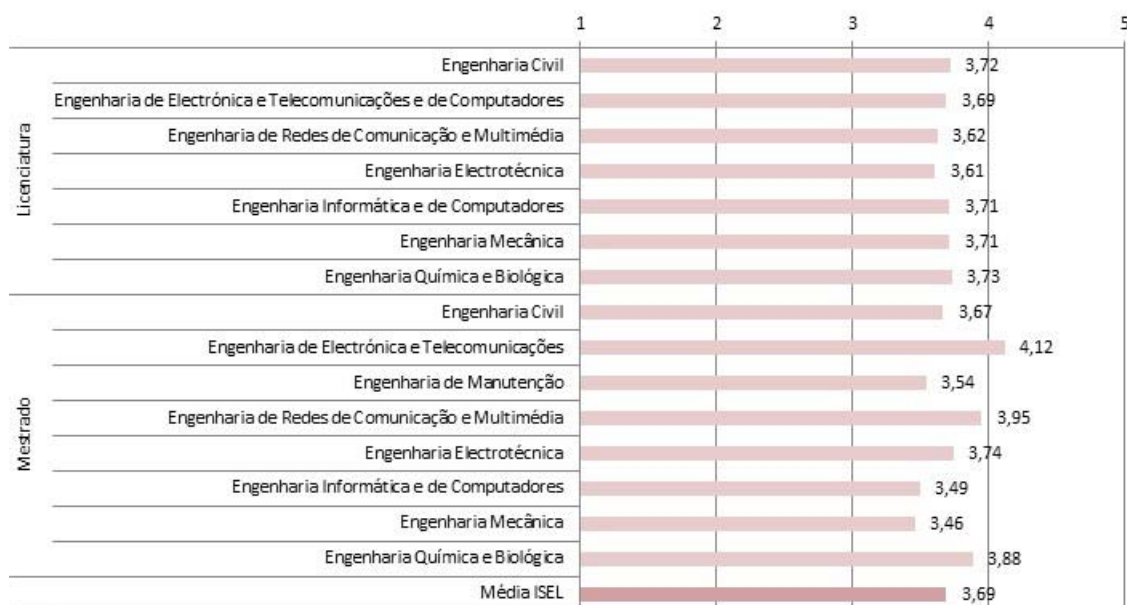 1 2 3 4 5
Licenciatura
Engenharia Civil 3,72
Engenharia de Electrónica e Telecomunicações e de Computadores 3,69
Engenharia de Redes de Comunicação e Multimédia 3,62
Engenharia Electrotécnica 3,61
Engenharia Informática e de Computadores 3,71
Engenharia Mecânica 3,71
Engenharia Química e Biológica 3,73
Mestrado
Engenharia Civil 3,67
Engenharia de Electrónica e Telecomunicações 4,12
Engenharia de Manutenção 3,54
Engenharia de Redes de Comunicação e Multimédia 3,95
Engenharia Electrotécnica 3,74
Engenharia Informática e de Computadores 3,49
Engenharia Mecânica 3,46
Engenharia Química e Biológica 3,88
Média ISEL 3,69